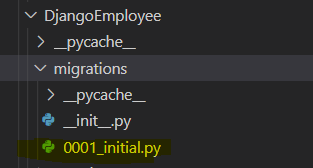 DjangoEmployee
__pycache__
migrations
__pycache__
__init__.py
0001_initial.py